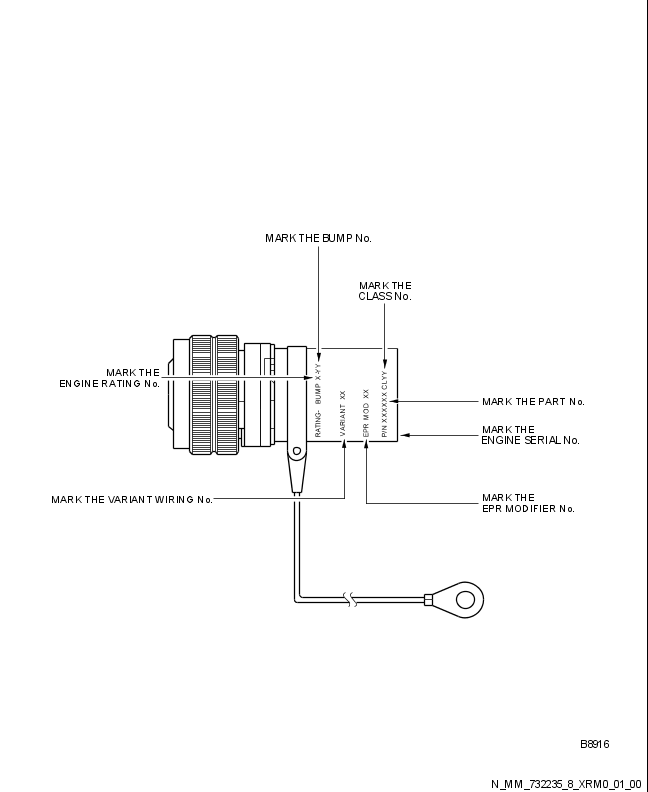 MARK THE BUMP No.
MARK THE
CLASS No.
MARK THE
ENGINE RATING No.
RATING- BUMP X-YY
VARIANT XX
EPR MOD XX
P/N XXXXXX CLYY
MARK THE PART No.
MARK THE
ENGINE SERIAL No.
MARK THE VARIANT WIRING No.
MARK THE
EPR MODIFIER No.
B8916
N_MM_732235_8_XRM0_01_00